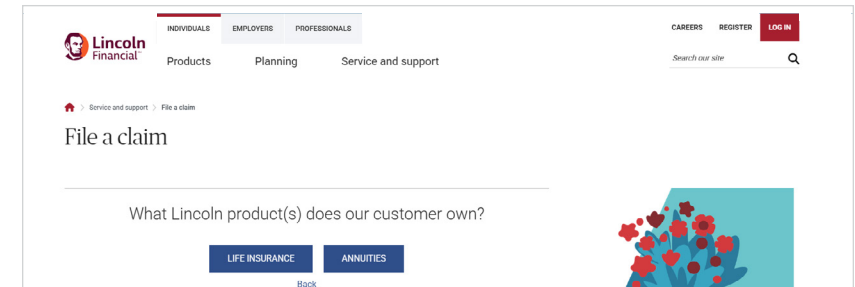 INDIVIDUALS EMPLOYERS PROFESSIONALS
CAREERS REGISTER LOG IN
Lincoln
Financial™
Products Planning Service and support
Search our site
Service and support > File a claim
File a claim
What Lincoln product(s) does our customer own?
LIFE INSURANCE ANNUITIES
Back